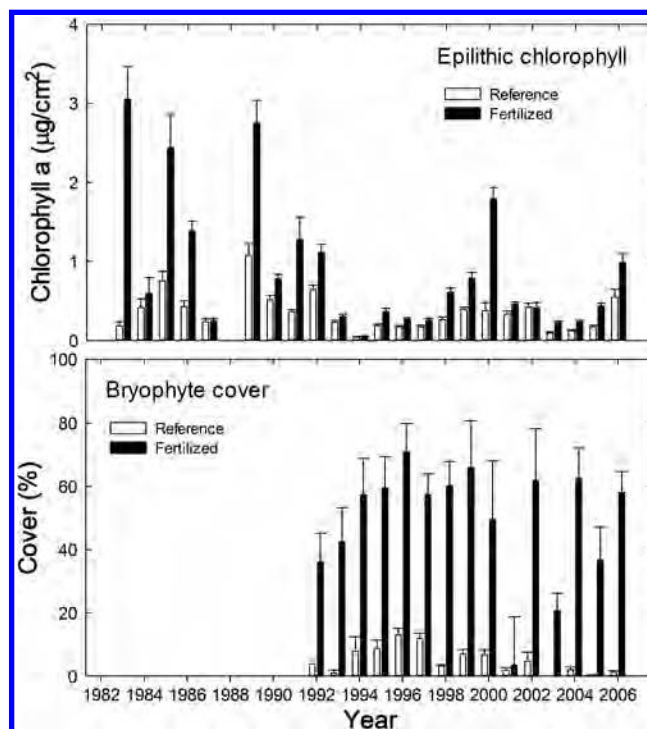 4
Epilithic chlorophyll
Reference
Fertilized
3
2
1
0
Chlorophyll a (µg/cm²)
100
Bryophyte cover
Reference
Fertilized
80
60
40
20
0
Cover (%)
1982 1984 1986 1988 1990 1992 1994 1996 1998 2000 2002 2004 2006
Year